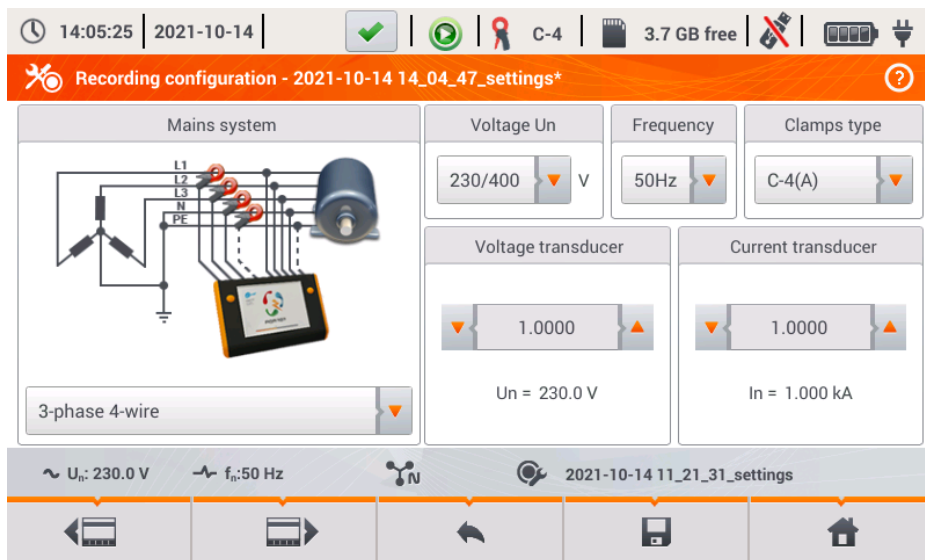 14:05:25 2021-10-14 C-4 3.7 GB free
Recording configuration - 2021-10-14 14_04_47_settings*
Mains system
Voltage Un
Frequency
Clamps type
L1
L2
L3
N
PE
230/400 V
50Hz
C-4(A)
Voltage transducer
Current transducer
1.0000
1.0000
Un = 230.0 V
In = 1.000 kA
3-phase 4-wire
Un: 230.0 V fn:50 Hz N 2021-10-14 11_21_31_settings